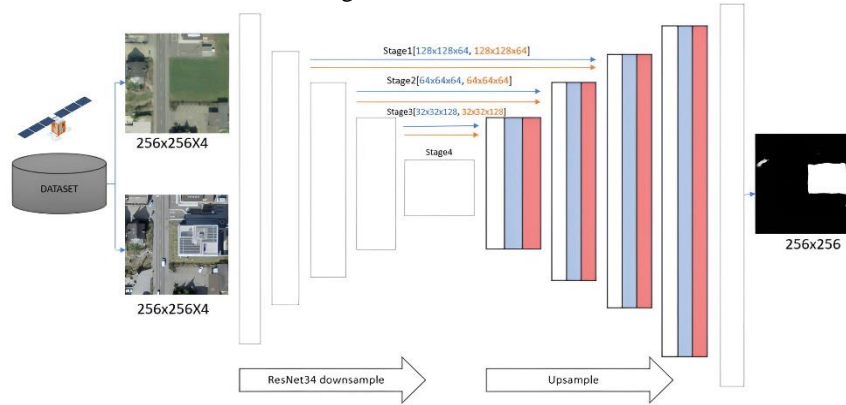 Stage1[128x128x64, 128x128x64]
Stage2[64x64x64, 64x64x64]
Stage3[32x32x128, 32x32x128]
Stage4
256x256X4
DATASET
256x256X4
256x256
ResNet34 downsample
Upsample